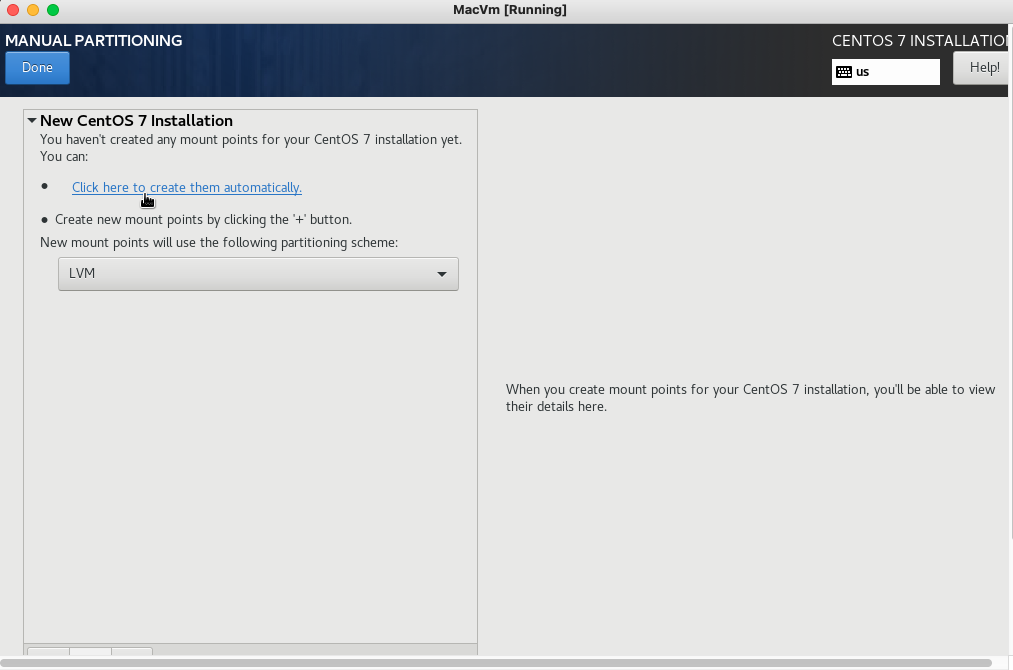 MacVm [Running]
MANUAL PARTITIONING
CENTOS 7 INSTALLATION
Done
us
Help!
New CentOS 7 Installation
You haven't created any mount points for your CentOS 7 installation yet.
You can:
Click here to create them automatically.
Create new mount points by clicking the '+' button.
New mount points will use the following partitioning scheme:
LVM
When you create mount points for your CentOS 7 installation, you'll be able to view
their details here.